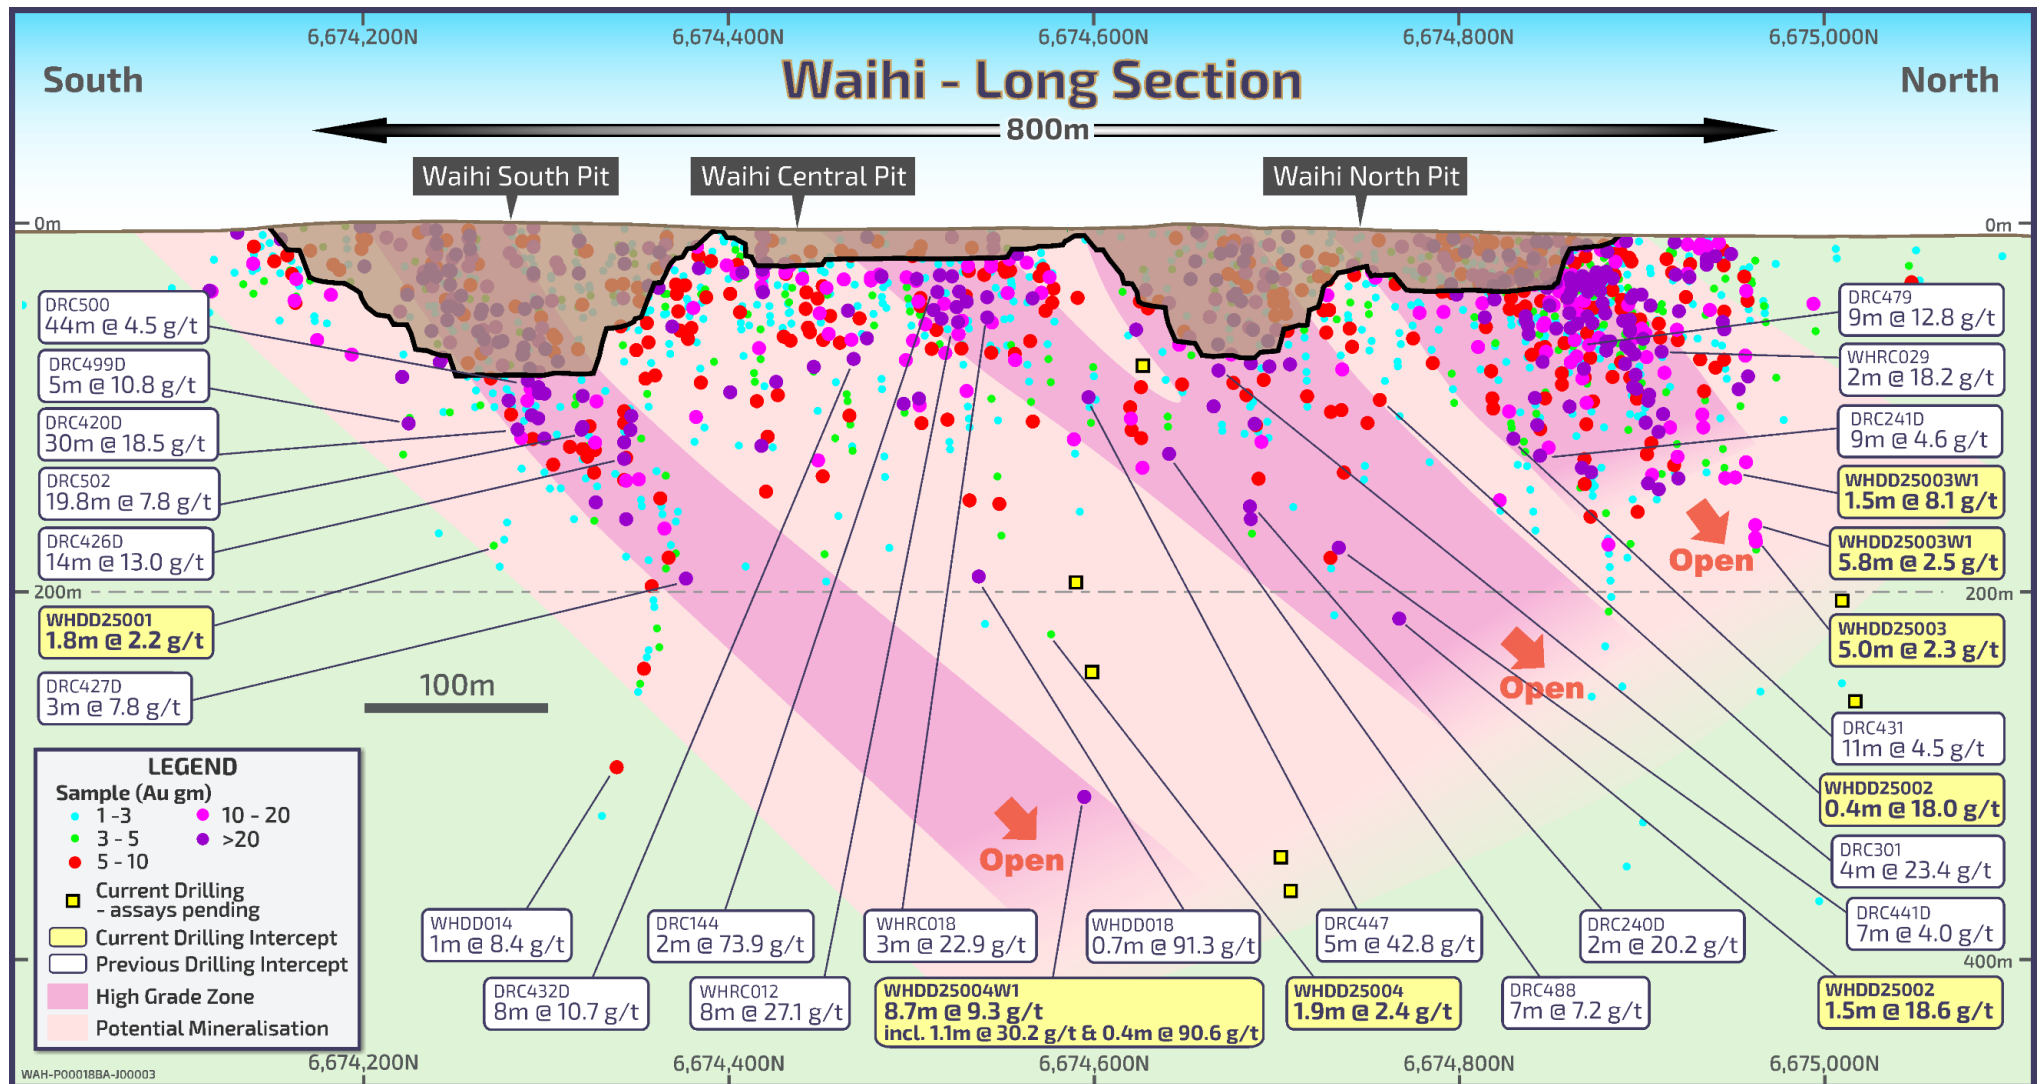 6,674,200N 6,674,400N 6,674,600N 6,674,800N 6,675,000N
South
Waihi - Long Section
North
800m
Waihi South Pit
Waihi Central Pit
Waihi North Pit
0m
0m
DRC500
44m @ 4.5 g/t
DRC499D
5m @ 10.8 g/t
DRC420D
30m @ 18.5 g/t
DRC502
19.8m @ 7.8 g/t
DRC426D
14m @ 13.0 g/t
200m
WHDD25001
1.8m @ 2.2 g/t
DRC427D
3m @ 7.8 g/t
100m
DRC479
9m @ 12.8 g/t
WHRC029
2m @ 18.2 g/t
DRC241D
9m @ 4.6 g/t
WHDD25003W1
1.5m @ 8.1 g/t
WHDD25003W1
5.8m @ 2.5 g/t
Open
200m
WHDD25003
5.0m @ 2.3 g/t
Open
DRC431
11m @ 4.5 g/t
WHDD25002
0.4m @ 18.0 g/t
Open
DRC301
4m @ 23.4 g/t
DRC441D
7m @ 4.0 g/t
400m
WHDD25002
1.5m @ 18.6 g/t
LEGEND
Sample (Au gm)
1 -3
10 - 20
3 - 5
>20
5 - 10
Current Drilling
- assays pending
Current Drilling Intercept
Previous Drilling Intercept
High Grade Zone
Potential Mineralisation
WHDD014
1m @ 8.4 g/t
DRC144
2m @ 73.9 g/t
WHRC018
3m @ 22.9 g/t
WHDD018
0.7m @ 91.3 g/t
DRC447
5m @ 42.8 g/t
DRC240D
2m @ 20.2 g/t
DRC432D
8m @ 10.7 g/t
WHRC012
8m @ 27.1 g/t
WHDD25004W1
8.7m @ 9.3 g/t
incl. 1.1m @ 30.2 g/t & 0.4m @ 90.6 g/t
WHDD25004
1.9m @ 2.4 g/t
DRC488
7m @ 7.2 g/t
6,674,200N 6,674,400N 6,674,600N 6,674,800N 6,675,000N
WAH-P00018BA-J00003